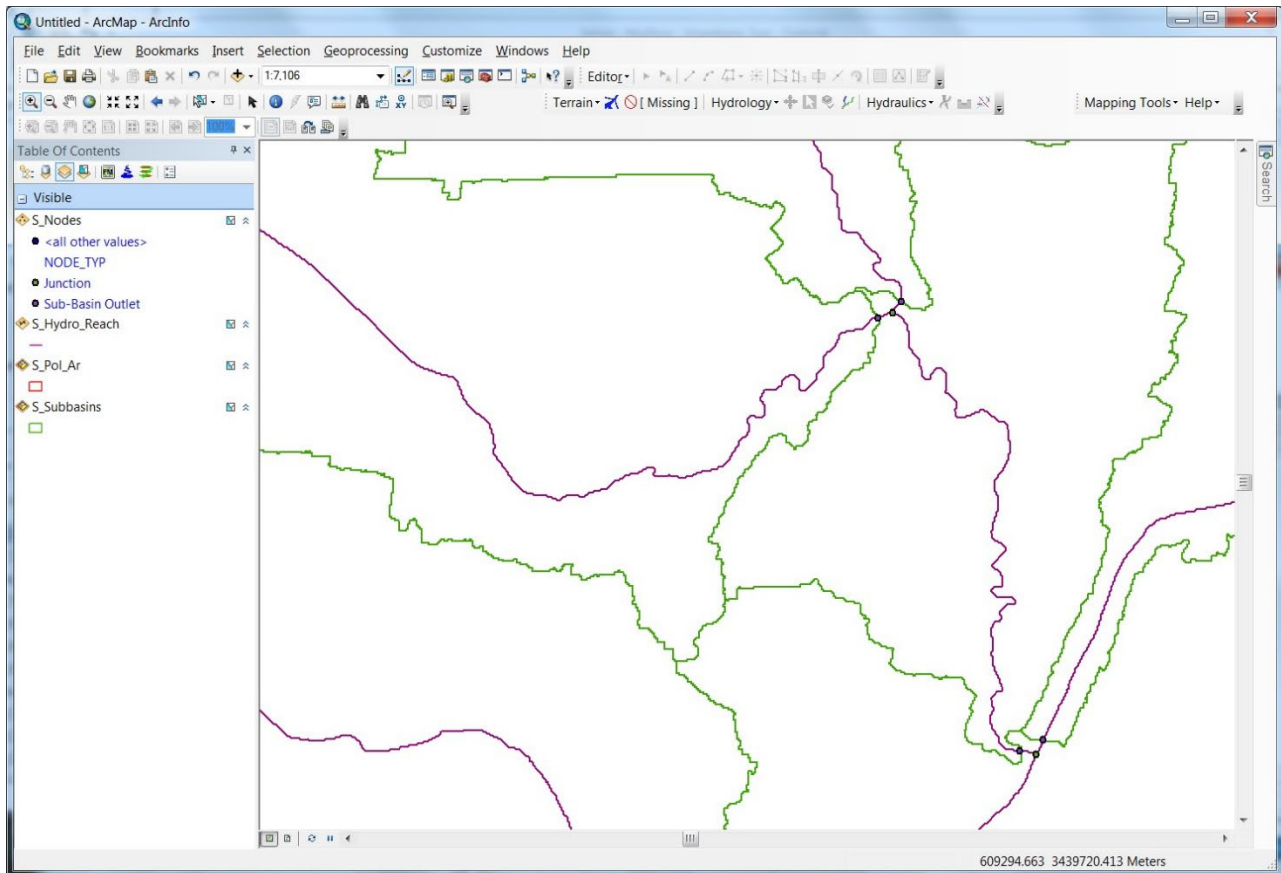 Untitled - ArcMap - ArcInfo
File Edit View Bookmarks Insert Selection Geoprocessing Customize Windows Help
1:7,106 Editor
Terrain [ Missing ] Hydrology Hydraulics Mapping Tools Help
100%
Table Of Contents
Search
Visible
S_Nodes
<all other values>
NODE_TYP
Junction
Sub-Basin Outlet
S_Hydro_Reach
S_Pol_Ar
S_Subbasins
609294.663 3439720.413 Meters